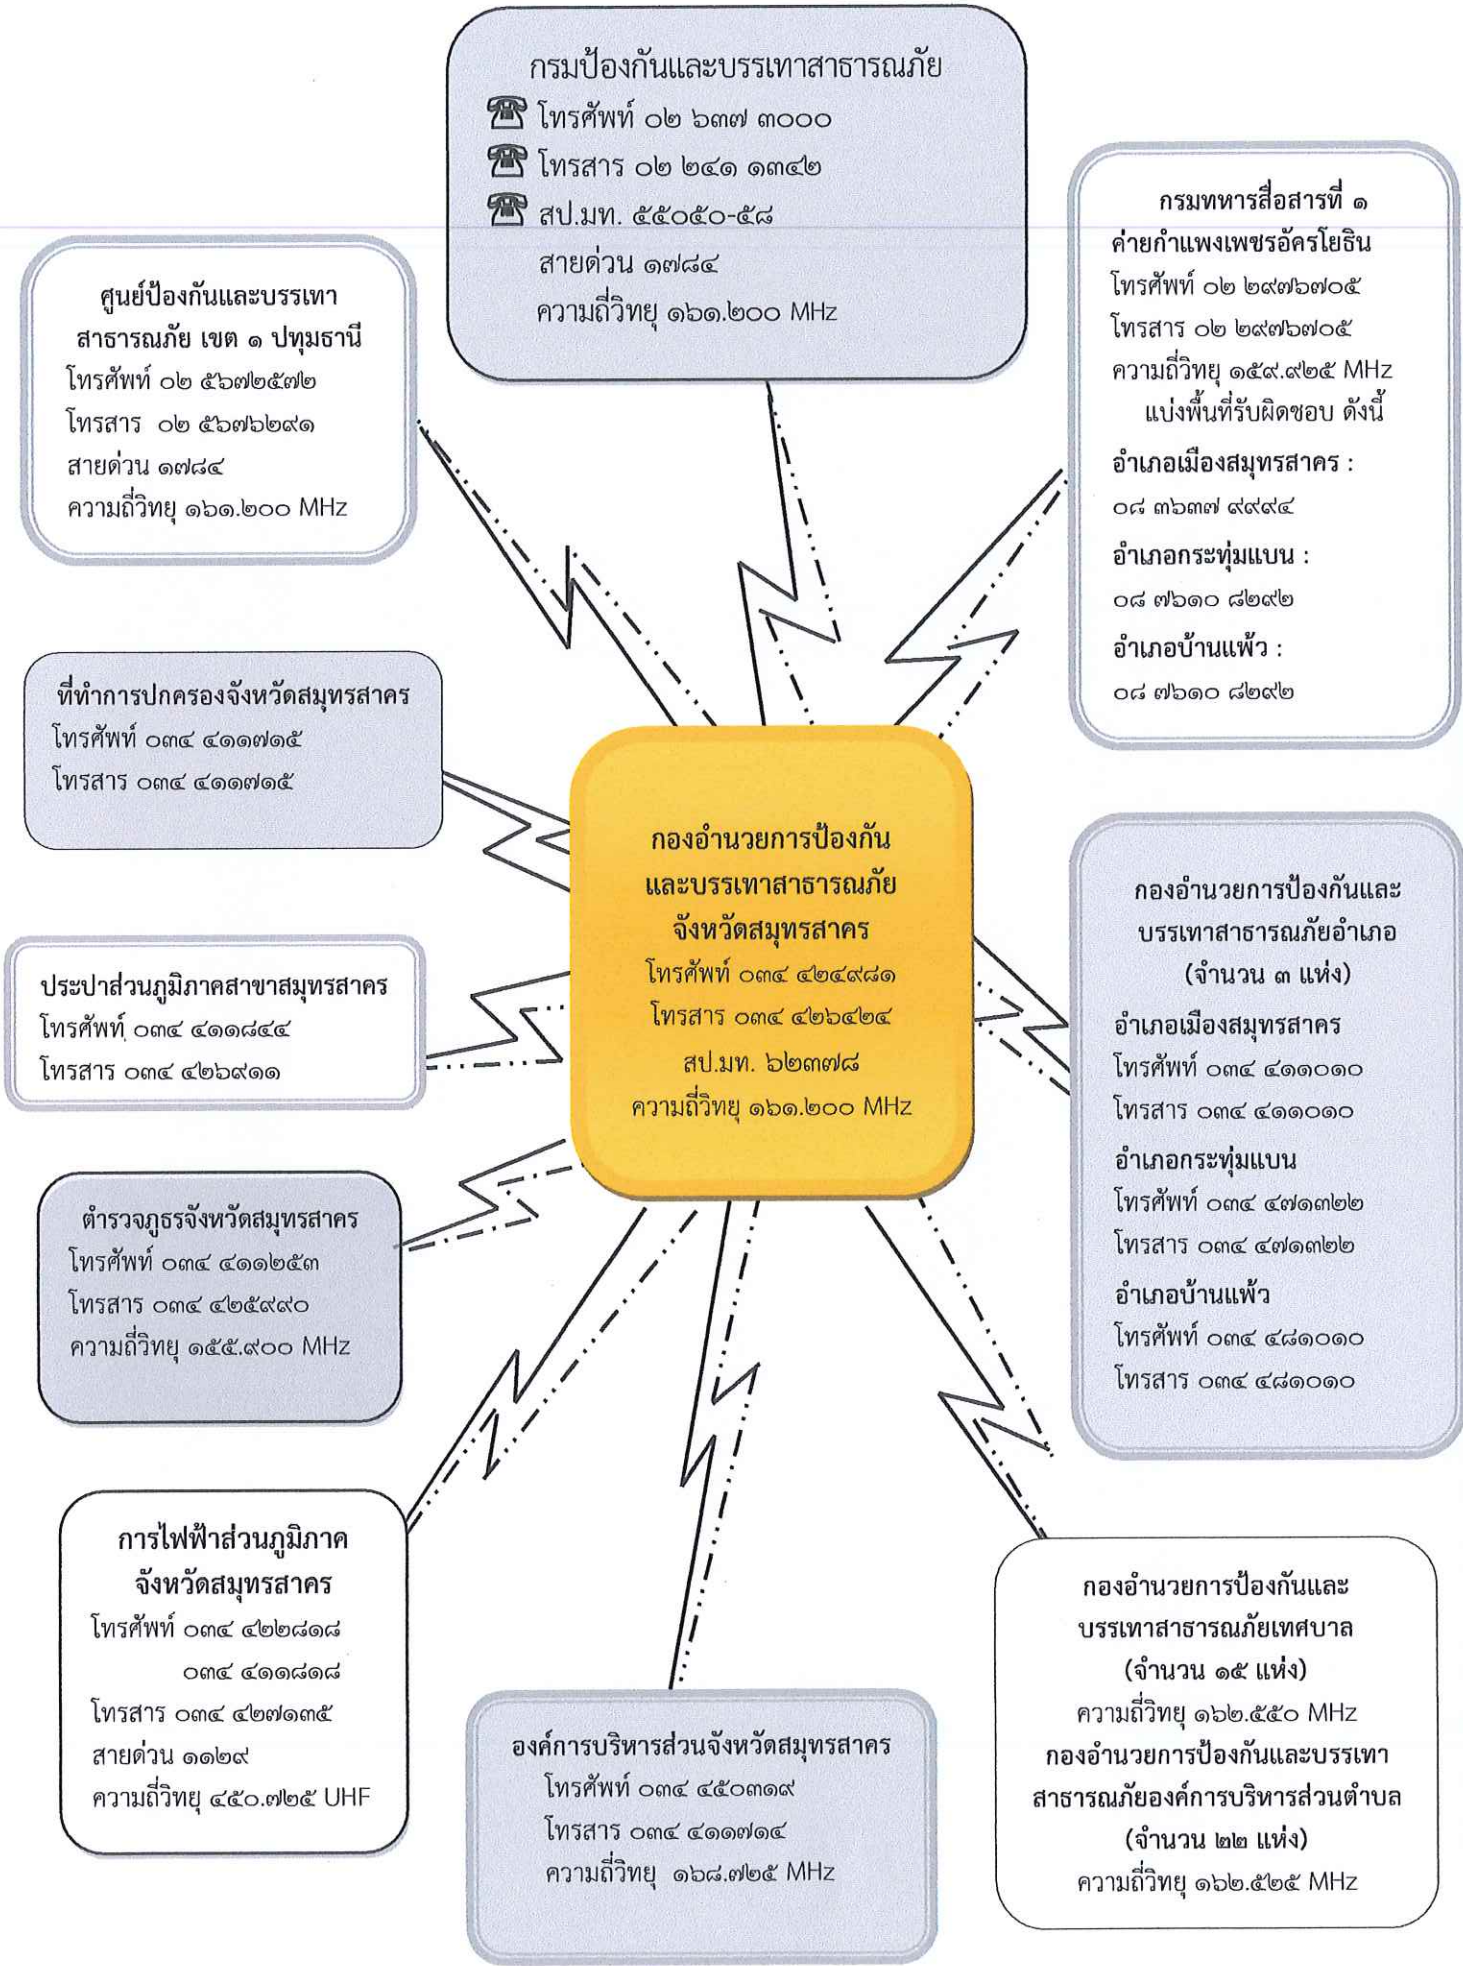 กรมป้องกันและบรรเทาสาธารณภัย
โทรศัพท์ ๐๒ ๖๓๗ ๓๐๐๐
โทรสาร ๐๒ ๒๔๑ ๑๓๔๒
สป.มท. ๕๕๐๕๐-๕๘
สายด่วน ๑๗๘๔
ความถี่วิทยุ ๑๖๑.๒๐๐ MHz
กรมทหารสื่อสารที่ ๑
ค่ายกำแพงเพชรอัครโยธิน
โทรศัพท์ ๐๒ ๒๙๗๖๗๐๕
โทรสาร ๐๒ ๒๙๗๖๗๐๕
ความถี่วิทยุ ๑๕๙.๙๒๕ MHz
แบ่งพื้นที่รับผิดชอบ ดังนี้
อำเภอเมืองสมุทรสาคร :
๐๘ ๓๖๓๗ ๙๙๙๔
อำเภอกระทุ่มแบน :
๐๘ ๗๖๑๐ ๘๒๙๒
อำเภอบ้านแพ้ว :
๐๘ ๗๖๑๐ ๘๒๙๒
ศูนย์ป้องกันและบรรเทา
สาธารณภัย เขต ๑ ปทุมธานี
โทรศัพท์ ๐๒ ๕๖๗๒๕๗๒
โทรสาร ๐๒ ๕๖๗๖๒๙๑
สายด่วน ๑๗๘๔
ความถี่วิทยุ ๑๖๑.๒๐๐ MHz
ที่ทำการปกครองจังหวัดสมุทรสาคร
โทรศัพท์ ๐๓๔ ๔๑๑๗๑๕
โทรสาร ๐๓๔ ๔๑๑๗๑๕
กองอำนวยการป้องกัน
และบรรเทาสาธารณภัย
จังหวัดสมุทรสาคร
โทรศัพท์ ๐๓๔ ๔๒๔๙๘๑
โทรสาร ๐๓๔ ๔๒๖๔๒๔
สป.มท. ๖๒๓๗๘
ความถี่วิทยุ ๑๖๑.๒๐๐ MHz
กองอำนวยการป้องกันและ
บรรเทาสาธารณภัยอำเภอ
(จำนวน ๓ แห่ง)
อำเภอเมืองสมุทรสาคร
โทรศัพท์ ๐๓๔ ๔๑๑๐๑๐
โทรสาร ๐๓๔ ๔๑๑๐๑๐
อำเภอกระทุ่มแบน
โทรศัพท์ ๐๓๔ ๔๗๑๓๒๒
โทรสาร ๐๓๔ ๔๗๑๓๒๒
อำเภอบ้านแพ้ว
โทรศัพท์ ๐๓๔ ๔๘๑๐๑๐
โทรสาร ๐๓๔ ๔๘๑๐๑๐
ประปาส่วนภูมิภาคสาขาสมุทรสาคร
โทรศัพท์ ๐๓๔ ๔๑๑๘๔๔
โทรสาร ๐๓๔ ๔๒๖๙๑๑
ตำรวจภูธรจังหวัดสมุทรสาคร
โทรศัพท์ ๐๓๔ ๔๑๑๒๕๓
โทรสาร ๐๓๔ ๔๒๕๙๙๐
ความถี่วิทยุ ๑๕๕.๙๐๐ MHz
การไฟฟ้าส่วนภูมิภาค
จังหวัดสมุทรสาคร
โทรศัพท์ ๐๓๔ ๔๒๒๘๑๘
๐๓๔ ๔๑๑๘๑๘
โทรสาร ๐๓๔ ๔๒๗๑๓๕
สายด่วน ๑๑๒๙
ความถี่วิทยุ ๔๕๐.๗๒๕ UHF
องค์การบริหารส่วนจังหวัดสมุทรสาคร
โทรศัพท์ ๐๓๔ ๔๕๐๓๑๙
โทรสาร ๐๓๔ ๔๑๑๗๑๔
ความถี่วิทยุ ๑๖๘.๗๒๕ MHz
กองอำนวยการป้องกันและ
บรรเทาสาธารณภัยเทศบาล
(จำนวน ๑๕ แห่ง)
ความถี่วิทยุ ๑๖๒.๕๕๐ MHz
กองอำนวยการป้องกันและบรรเทา
สาธารณภัยองค์การบริหารส่วนตำบล
(จำนวน ๒๒ แห่ง)
ความถี่วิทยุ ๑๖๒.๕๒๕ MHz